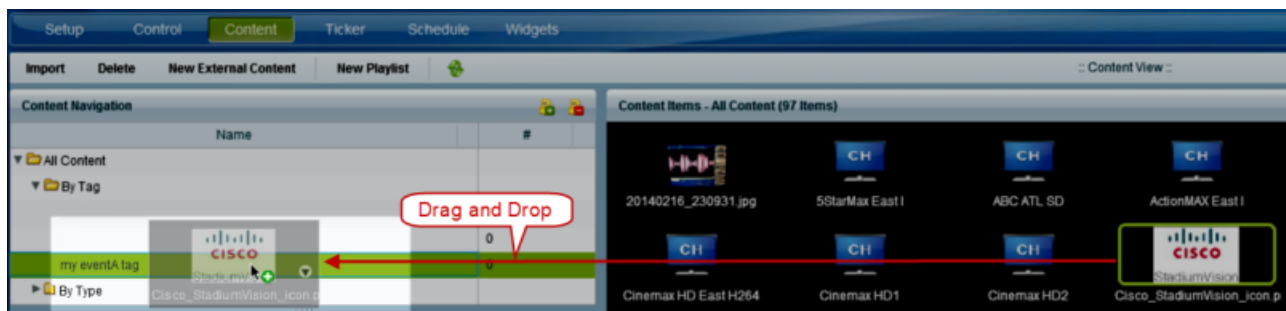 Setup Control Content Ticker Schedule Widgets
Import Delete New External Content New Playlist :: Content View ::
Content Navigation
Name #
All Content
By Tag
0
my eventA tag 0
By Type
CISCO
StadiumVision
Cisco_StadiumVision_icon.p
Drag and Drop
Content Items - All Content (97 Items)
CH CH CH
20140216_230931.jpg 5StarMax East I ABC ATL SD ActionMAX East I
CH CH CH CISCO
StadiumVision
Cinemax HD East H264 Cinemax HD1 Cinemax HD2 Cisco_StadiumVision_icon.p